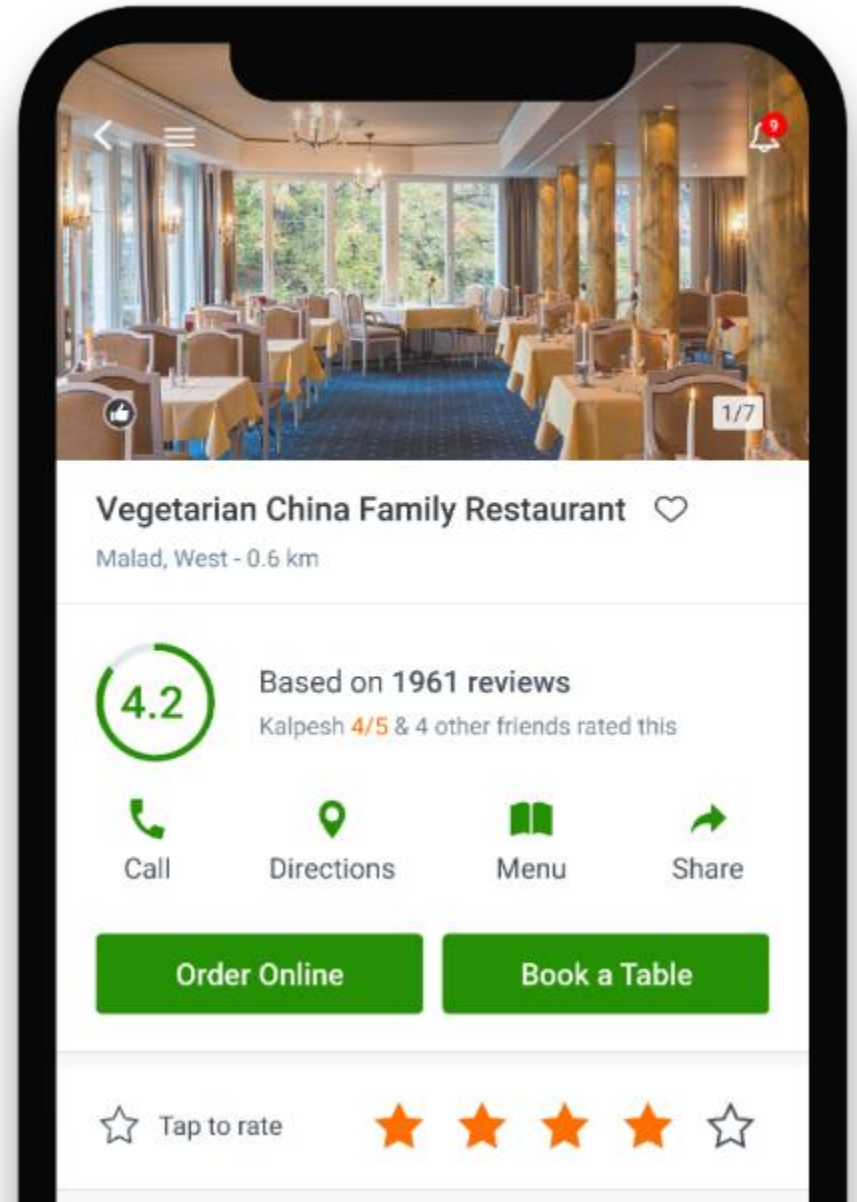 9
1/7
Vegetarian China Family Restaurant
Malad, West - 0.6 km
4.2
Based on 1961 reviews
Kalpesh 4/5 & 4 other friends rated this
Call Directions Menu Share
Order Online Book a Table
Tap to rate